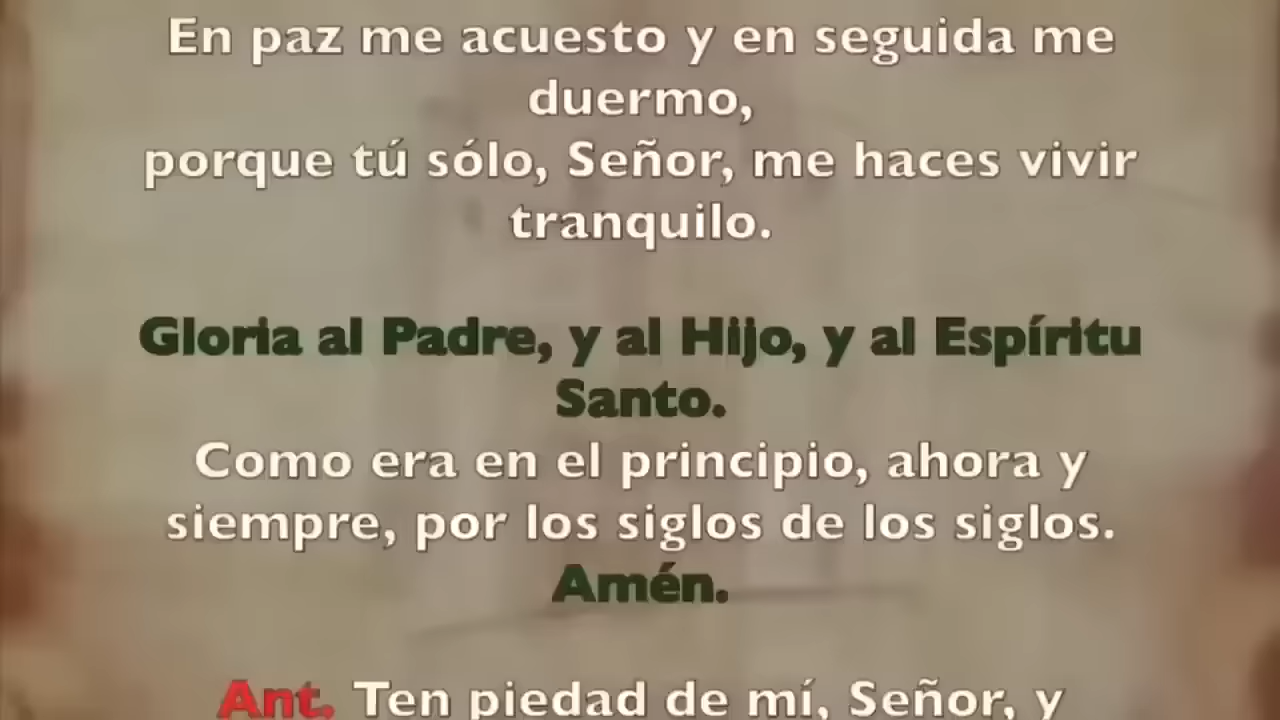 En paz me acuesto y en seguida me
duermo,
porque tú sólo, Señor, me haces vivir
tranquilo.
Gloria al Padre, y al Hijo, y al Espíritu
Santo.
Como era en el principio, ahora y
siempre, por los siglos de los siglos.
Amén.
Ant. Ten piedad de mí, Señor, y